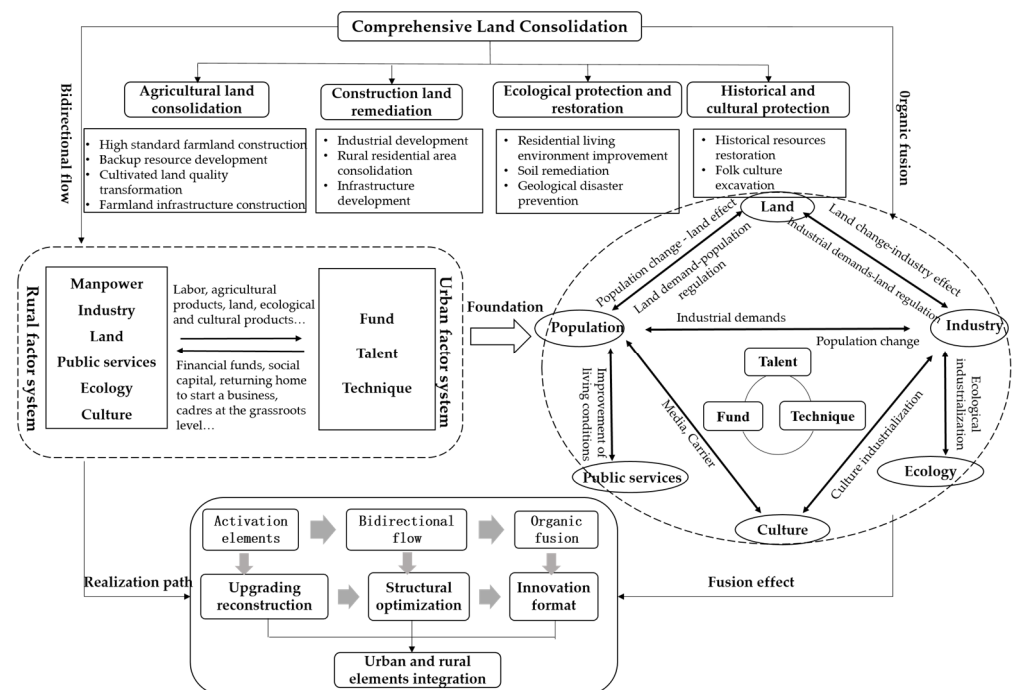 Comprehensive Land Consolidation
Bidirectional flow
0rganic fusion
Agricultural land
consolidation
Construction land
remediation
Ecological protection and
restoration
Historical and
cultural protection
• High standard farmland construction
• Backup resource development
• Cultivated land quality
transformation
• Farmland infrastructure construction
• Industrial development
• Rural residential area
consolidation
• Infrastructure
development
• Residential living
environment improvement
• Soil remediation
• Geological disaster
prevention
• Historical resources
restoration
• Folk culture
excavation
Rural factor system
Manpower
Industry
Land
Public services
Ecology
Culture
Labor, agricultural
products, land, ecological
and cultural products…
Financial funds, social
capital, returning home
to start a business,
cadres at the grassroots
level…
Fund
Talent
Technique
Urban factor system
Foundation
Land
Population change - land effect
Land demand-population
regulation
Land change-industry effect
Industrial demands-land regulation
Population
Industrial demands
Population change
Industry
Talent
Fund
Technique
Improvement of
living conditions
Media, Carrier
Culture industrialization
Ecological
industrialization
Public services
Ecology
Culture
Realization path
Fusion effect
Activation
elements
Bidirectional
flow
Organic
fusion
Upgrading
reconstruction
Structural
optimization
Innovation
format
Urban and rural
elements integration